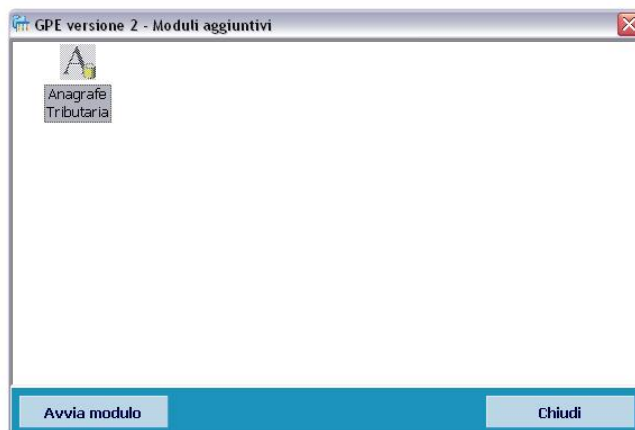 GPE versione 2 - Moduli aggiuntivi
Anagrafe
Tributaria
Avvia modulo
Chiudi